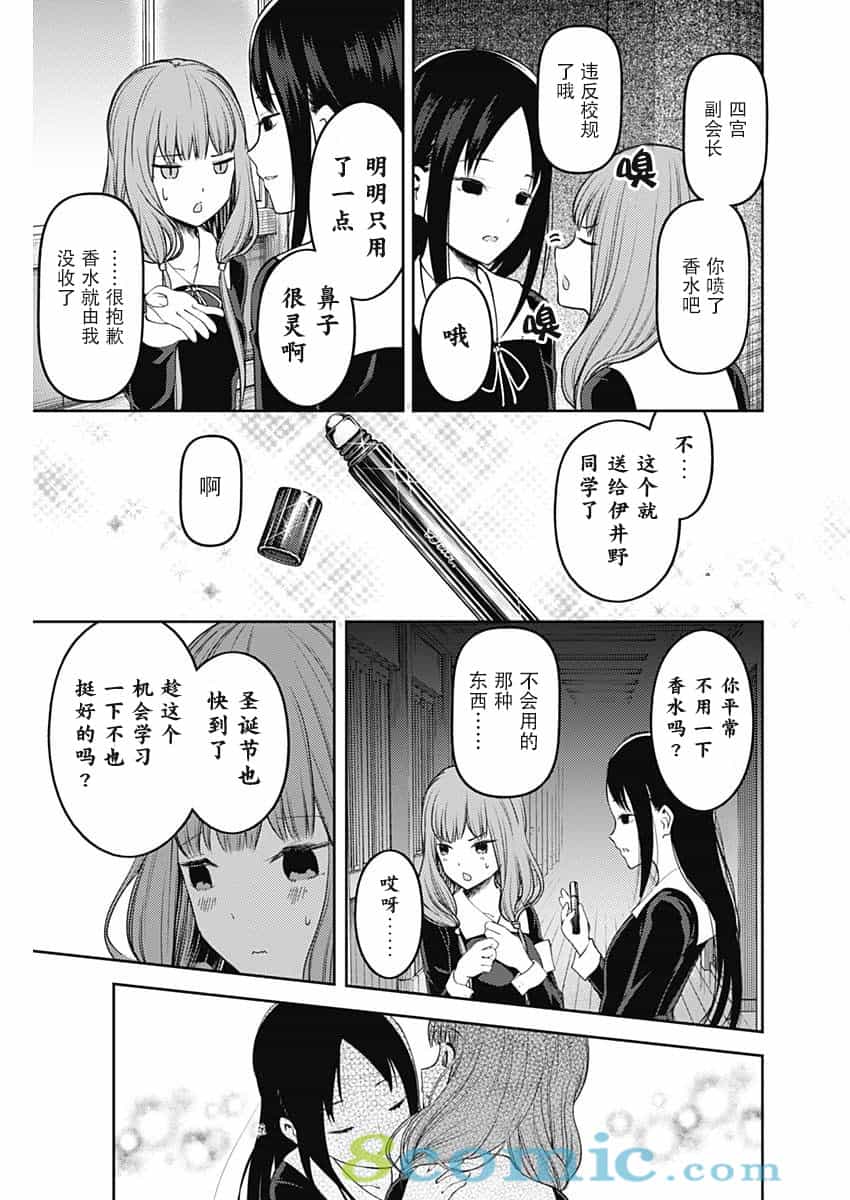 四宫
副会长
违反校规
了哦
嗅
你喷了
香水吧
嗅
哦
明明只用
了一点
鼻子
很灵啊
……很抱歉
香水就由我
没收了
不…
这个就
送给伊井野
同学了
啊
你平常
不用一下
香水吗？
不会用的
那种
东西……
哎呀
……
圣诞节也
快到了
趁这个
机会学习
一下不也
挺好的吗？
8comic.com